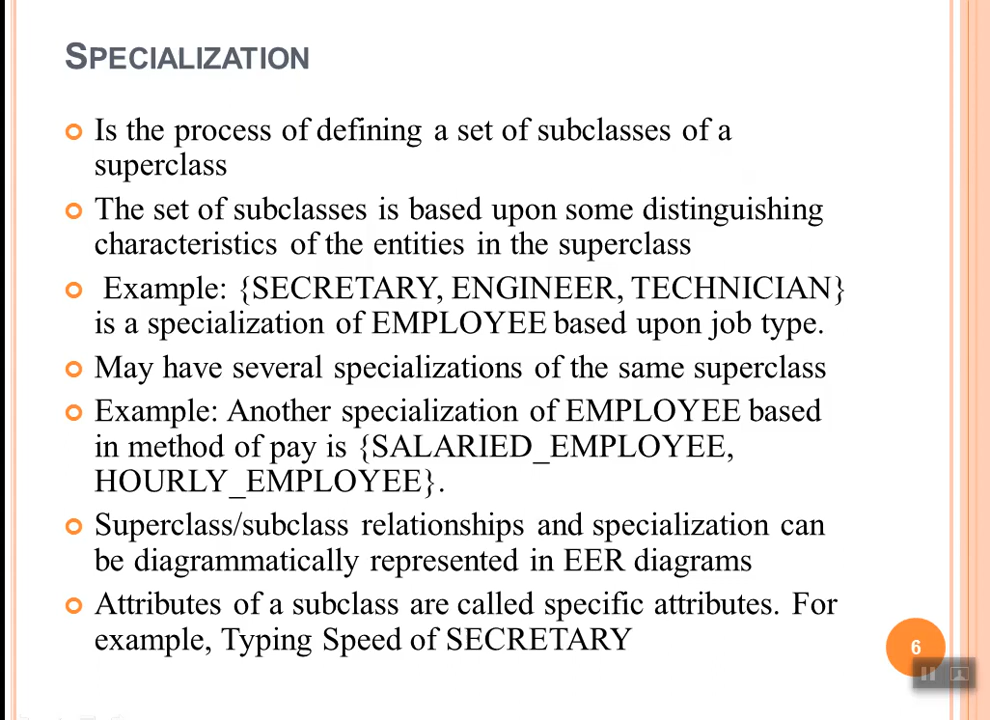 SPECIALIZATION
Is the process of defining a set of subclasses of a
superclass
The set of subclasses is based upon some distinguishing
characteristics of the entities in the superclass
Example: {SECRETARY, ENGINEER, TECHNICIAN}
is a specialization of EMPLOYEE based upon job type.
May have several specializations of the same superclass
Example: Another specialization of EMPLOYEE based
in method of pay is {SALARIED_EMPLOYEE,
HOURLY_EMPLOYEE}.
Superclass/subclass relationships and specialization can
be diagrammatically represented in EER diagrams
Attributes of a subclass are called specific attributes. For
example, Typing Speed of SECRETARY
6